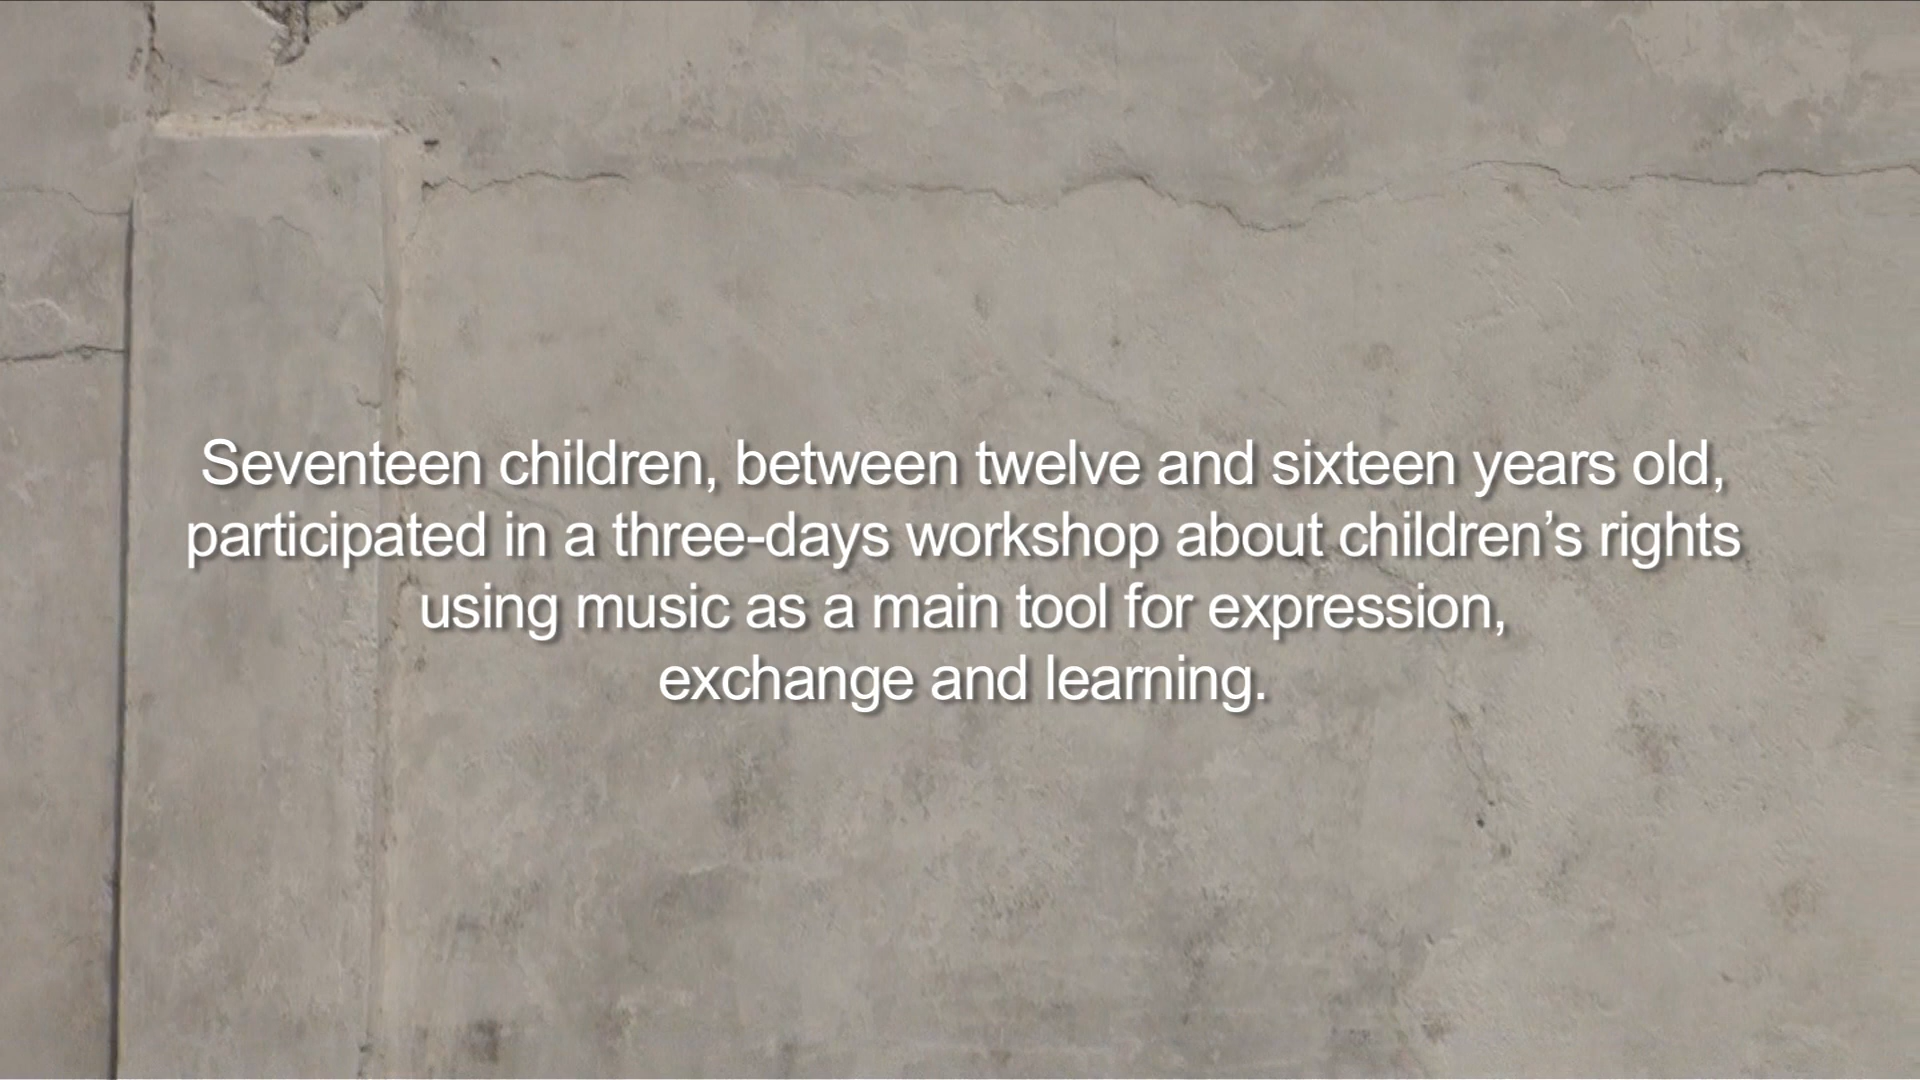 Seventeen children, between twelve and sixteen years old,
participated in a three-days workshop about children’s rights
using music as a main tool for expression,
exchange and learning.